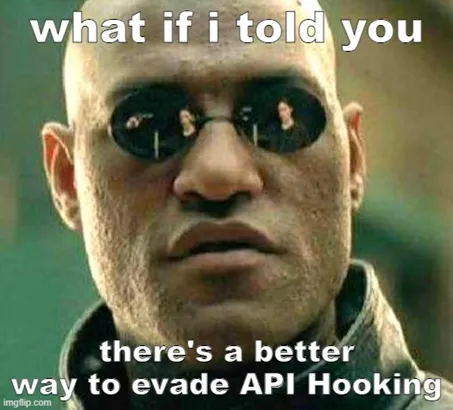 what if i told you
there's a better
way to evade API Hooking
imgflip.com